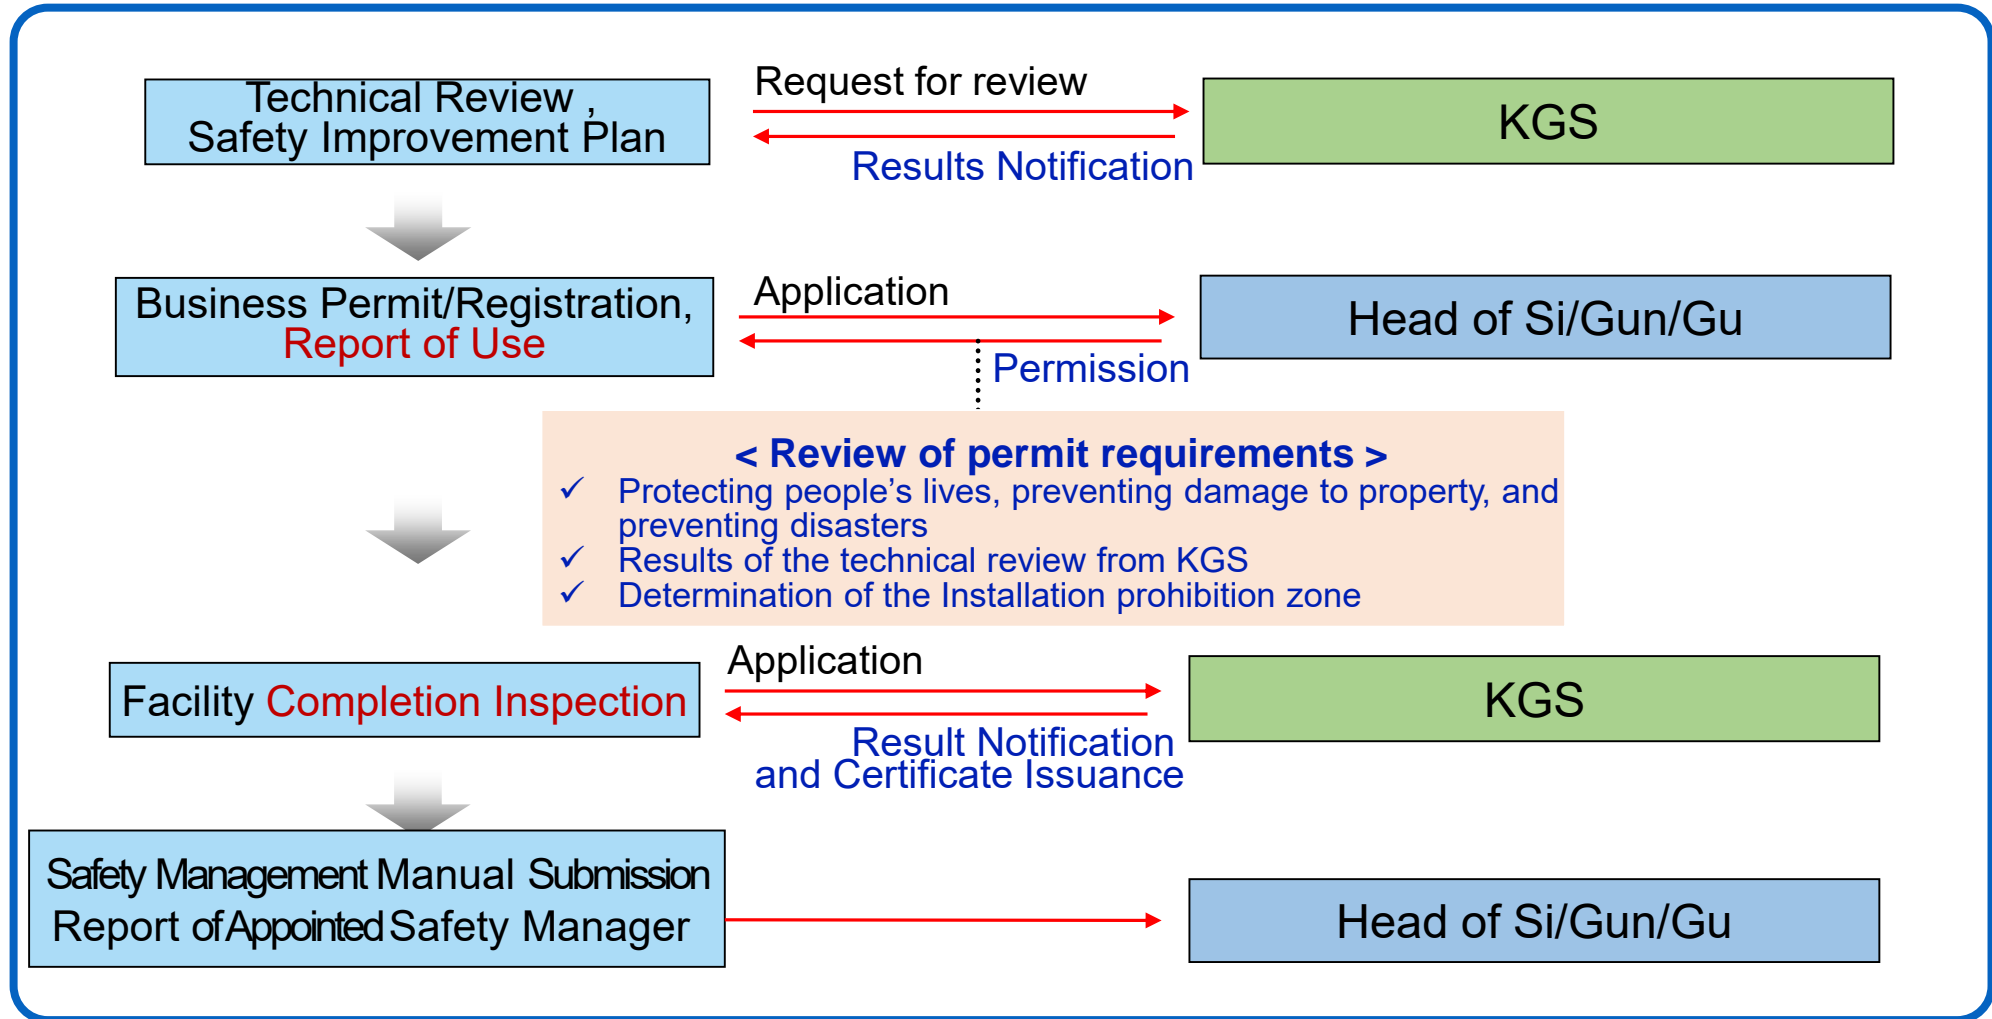 Technical Review ,
Safety Improvement Plan
Request for review
Results Notification
KGS
Business Permit/Registration,
Report of Use
Application
Permission
Head of Si/Gun/Gu
< Review of permit requirements >
✓ Protecting people's lives, preventing damage to property, and
preventing disasters
✓ Results of the technical review from KGS
✓ Determination of the Installation prohibition zone
Facility Completion Inspection
Application
Result Notification
and Certificate Issuance
KGS
Safety Management Manual Submission
Report of Appointed Safety Manager
Head of Si/Gun/Gu